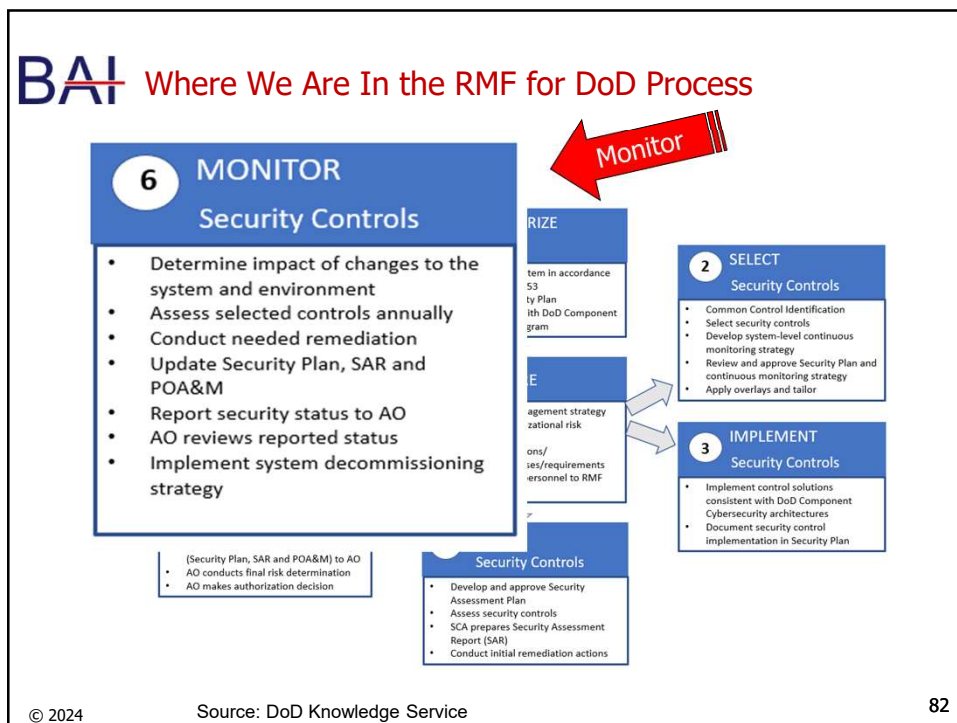 BAI Where We Are In the RMF for DoD Process
Monitor
6 MONITOR
Security Controls
• Determine impact of changes to the
system and environment
• Assess selected controls annually
• Conduct needed remediation
• Update Security Plan, SAR and
POA&M
• Report security status to AO
• AO reviews reported status
• Implement system decommissioning
strategy
RIZE
tem in accordance
53
ty Plan
with DoD Component
gram
2 SELECT
Security Controls
• Common Control Identification
• Select security controls
• Develop system-level continuous
monitoring strategy
• Review and approve Security Plan and
continuous monitoring strategy
• Apply overlays and tailor
RE
nagement strategy
zational risk
ons/
ses/requirements
ersonnel to RMF
3 IMPLEMENT
Security Controls
• Implement control solutions
consistent with DoD Component
Cybersecurity architectures
• Document security control
implementation in Security Plan
(Security Plan, SAR and POA&M) to AO
• AO conducts final risk determination
• AO makes authorization decision
Security Controls
• Develop and approve Security
Assessment Plan
• Assess security controls
• SCA prepares Security Assessment
Report (SAR)
• Conduct initial remediation actions
© 2024 Source: DoD Knowledge Service 82